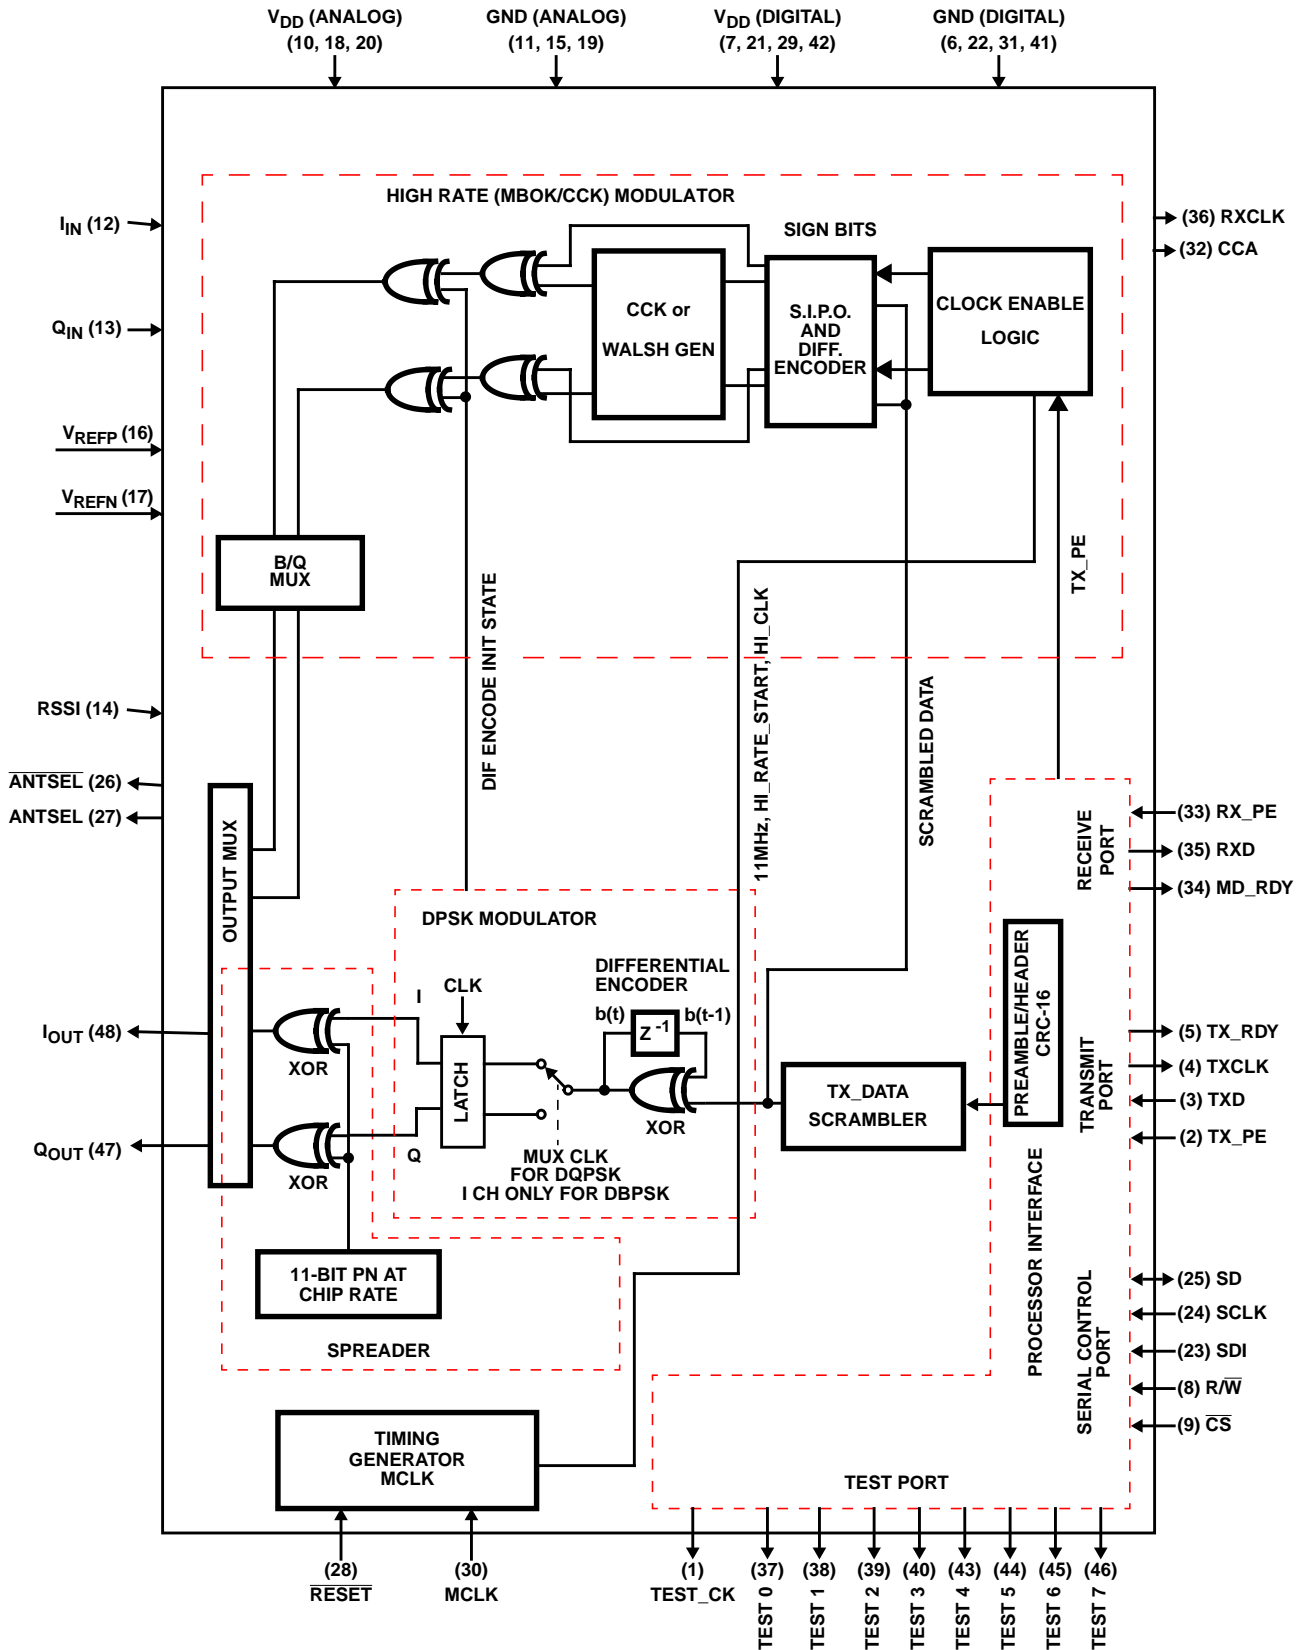 VDD (ANALOG)
(10, 18, 20)
GND (ANALOG)
(11, 15, 19)
VDD (DIGITAL)
(7, 21, 29, 42)
GND (DIGITAL)
(6, 22, 31, 41)
HIGH RATE (MBOK/CCK) MODULATOR
IIN (12)
QIN (13)
VREFP (16)
VREFN (17)
RSSI (14)
ANTSEL (26)
ANTSEL (27)
IOUT (48)
QOUT (47)
SIGN BITS
CCK or
WALSH GEN
S.I.P.O.
AND
DIFF.
ENCODER
CLOCK ENABLE
LOGIC
(36) RXCLK
(32) CCA
B/Q
MUX
DIF ENCODE INIT STATE
11MHz, HI_RATE_START, HI_CLK
SCRAMBLED DATA
TX_PE
OUTPUT MUX
DPSK MODULATOR
DIFFERENTIAL
ENCODER
I
CLK
b(t)
Z -1
b(t-1)
LATCH
Q
XOR
XOR
XOR
MUX CLK
FOR DQPSK
I CH ONLY FOR DBPSK
TX_DATA
SCRAMBLER
PREAMBLE/HEADER
CRC-16
RECEIVE
PORT
TRANSMIT
PORT
PROCESSOR INTERFACE
SERIAL CONTROL
PORT
(33) RX_PE
(35) RXD
(34) MD_RDY
(5) TX_RDY
(4) TXCLK
(3) TXD
(2) TX_PE
(25) SD
(24) SCLK
(23) SDI
(8) R/W
(9) CS
11-BIT PN AT
CHIP RATE
SPREADER
TIMING
GENERATOR
MCLK
TEST PORT
(28)
RESET
(30)
MCLK
(1)
TEST_CK
(37)
TEST 0
(38)
TEST 1
(39)
TEST 2
(40)
TEST 3
(43)
TEST 4
(44)
TEST 5
(45)
TEST 6
(46)
TEST 7